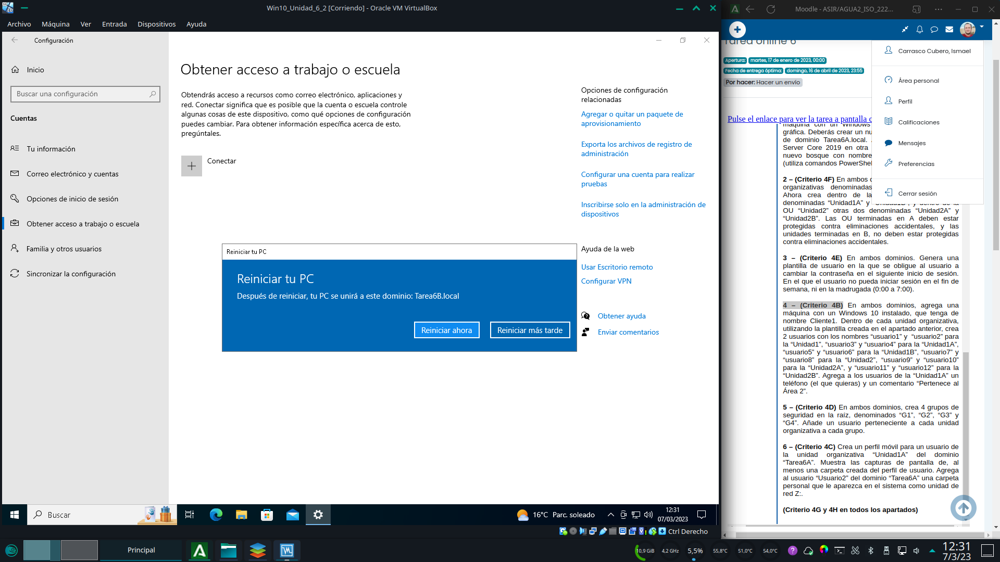 Win10_Unidad_6_2 [Corriendo] - Oracle VM VirtualBox
Archivo Máquina Ver Entrada Dispositivos Ayuda
Configuración
Inicio
Buscar una configuración
Cuentas
Tu información
Correo electrónico y cuentas
Opciones de inicio de sesión
Obtener acceso a trabajo o escuela
Familia y otros usuarios
Sincronizar la configuración
Obtener acceso a trabajo o escuela
Obtendrás acceso a recursos como correo electrónico, aplicaciones y
red. Conectar significa que es posible que la cuenta o escuela controle
algunas cosas de este dispositivo, como qué opciones de configuración
puedes cambiar. Para obtener información específica acerca de esto,
pregúntales.
Conectar
Opciones de configuración
relacionadas
Agregar o quitar un paquete de
aprovisionamiento
Exporta los archivos de registro de
administración
Configurar una cuenta para realizar
pruebas
Inscribirse solo en la administración de
dispositivos
Ayuda de la web
Usar Escritorio remoto
Configurar VPN
Obtener ayuda
Enviar comentarios
Reiniciar tu PC
Reiniciar tu PC
Después de reiniciar, tu PC se unirá a este dominio: Tarea6B.local
Reiniciar ahora
Reiniciar más tarde
Buscar
16°C Parc. soleado
12:31
07/03/2023
Ctrl Derecho
Moodle - ASIR/AGUA2_ISO_222...
Tarea online 6
Apertura: martes, 17 de enero de 2023, 00:00
Fecha de entrega óptima: domingo, 16 de abril de 2023, 23:55
Por hacer: Hacer un envío
Carrasco Cubero, Ismael
Área personal
Perfil
Calificaciones
Mensajes
Preferencias
Cerrar sesión
Pulse el enlace para ver la tarea a pantalla c
máquina con un Windows
gráfica. Deberás crear un nu
de dominio Tarea6A.local.
Server Core 2019 en otra
nuevo bosque con nombre
(utiliza comandos PowerShel
2 – (Criterio 4F) En ambos d
organizativas denominadas
Ahora crea dentro de la
denominadas “Unidad1A” y “Unidad1B”, y dentro de la
OU “Unidad2” otras dos denominadas “Unidad2A” y
“Unidad2B”. Las OU terminadas en A deben estar
protegidas contra eliminaciones accidentales, y las
unidades terminadas en B, no deben estar protegidas
contra eliminaciones accidentales.
3 – (Criterio 4E) En ambos dominios. Genera una
plantilla de usuario en la que se obligue al usuario a
cambiar la contraseña en el siguiente inicio de sesión.
En el que el usuario no pueda iniciar sesión en el fin de
semana, ni en la madrugada (0:00 a 7:00).
4 – (Criterio 4B) En ambos dominios, agrega una
máquina con un Windows 10 instalado, que tenga de
nombre Cliente1. Dentro de cada unidad organizativa,
utilizando la plantilla creada en el apartado anterior, crea
2 usuarios con los nombres “usuario1” y “usuario2” para
la “Unidad1”, “usuario3” y “usuario4” para la “Unidad1A”,
“usuario5” y “usuario6” para la “Unidad1B”, “usuario7” y
“usuario8” para la “Unidad2”, “usuario9” y “usuario10”
para la “Unidad2A”, y “usuario11” y “usuario12” para la
“Unidad2B”. Agrega a los usuarios de la “Unidad1A” un
teléfono (el que quieras) y un comentario “Pertenece al
Área 2”.
5 – (Criterio 4D) En ambos dominios, crea 4 grupos de
seguridad en la raíz, denominados “G1”, “G2”, “G3” y
“G4”. Añade un usuario perteneciente a cada unidad
organizativa a cada grupo.
6 – (Criterio 4C) Crea un perfil móvil para un usuario de
la unidad organizativa “Unidad1A” del dominio
“Tarea6A”. Muestra las capturas de pantalla de, al
menos una carpeta creada del perfil de usuario. Agrega
al usuario “Usuario2” del dominio “Tarea6A” una carpeta
personal que le aparezca en el sistema como unidad de
red Z:.
(Criterio 4G y 4H en todos los apartados)
Principal
10,9 GiB
4,2 GHz
5,5%
55,8°C
51,0°C
54,0°C
12:31
7/3/23